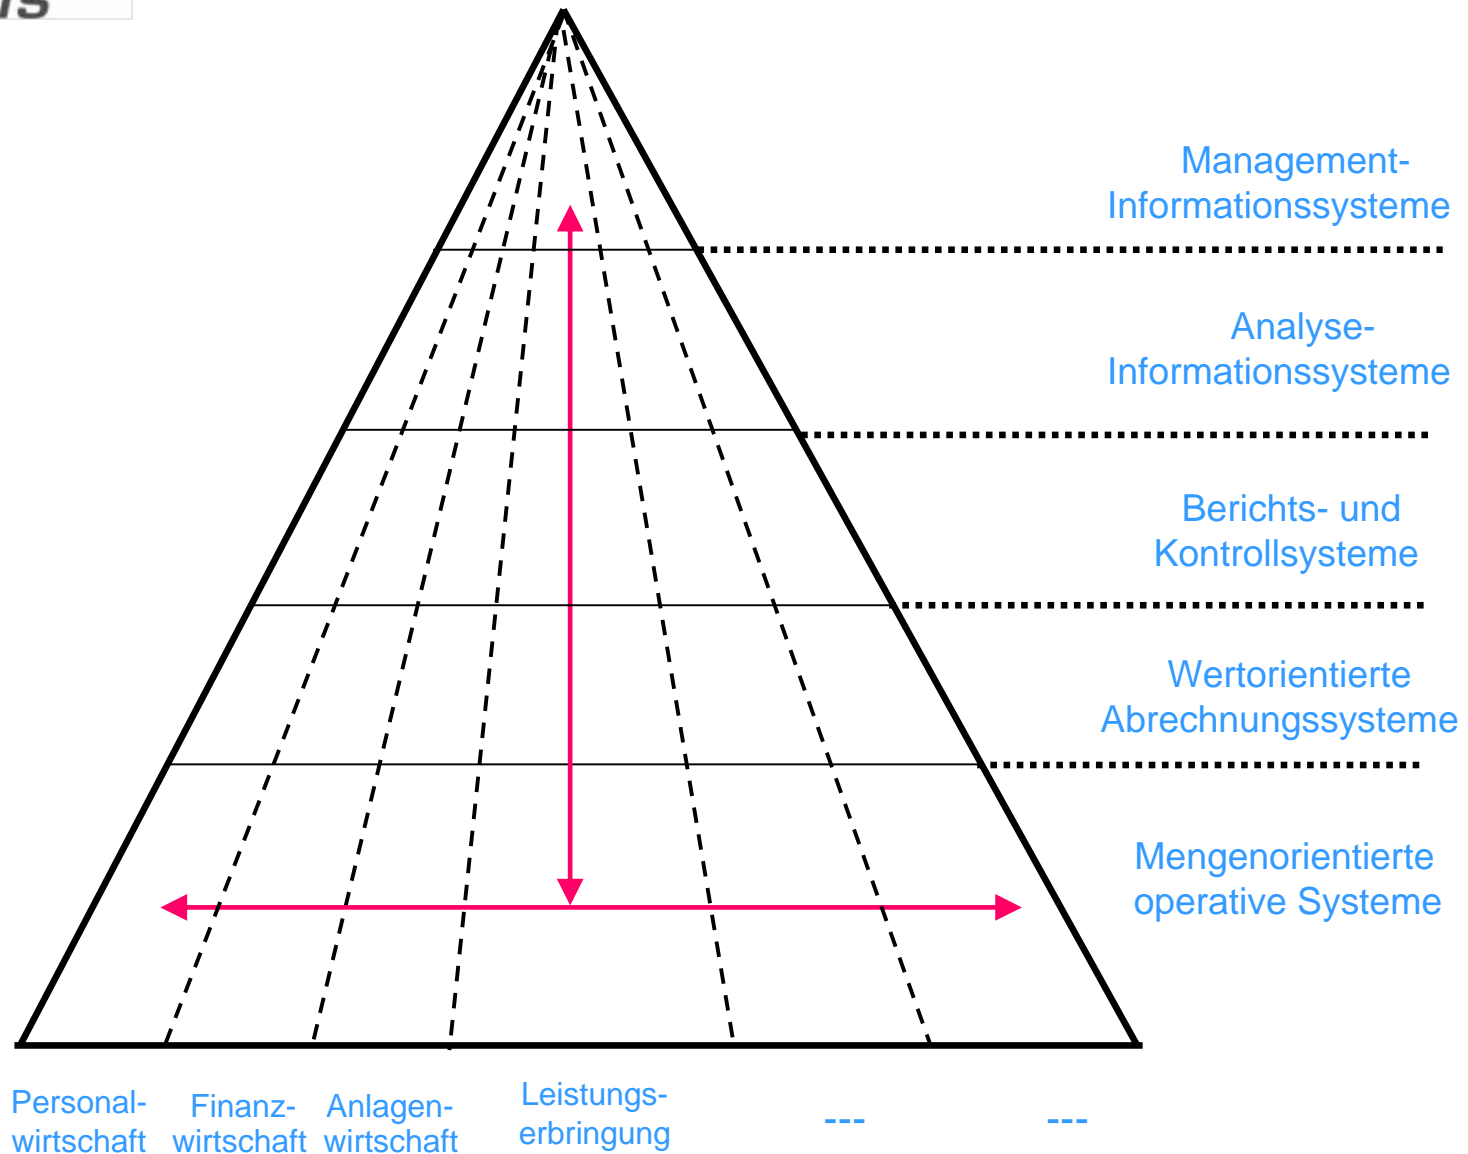 Management-
Informationssysteme
Analyse-
Informationssysteme
Berichts- und
Kontrollsysteme
Wertorientierte
Abrechnungssysteme
Mengenorientierte
operative Systeme
Personal-
wirtschaft
Finanz-
wirtschaft
Anlagen-
wirtschaft
Leistungs-
erbringung
---
---